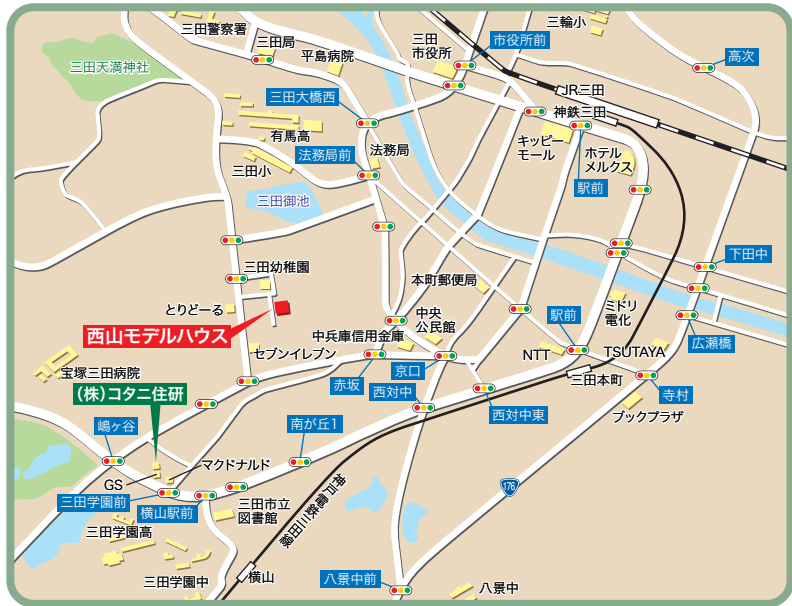 三田警察署
三田局
平島病院
三田
市役所
市役所前
三輪小
高次
三田天満神社
三田大橋西
JR三田
神鉄三田
有馬高
法務局
法務局前
キッピー
モール
ホテル
メルクス
駅前
三田小
三田御池
下田中
三田幼稚園
本町郵便局
とりどーる
西山モデルハウス
中央
公民館
中兵庫信用金庫
ミドリ
電化
駅前
広瀬橋
セブンイレブン
NTT
TSUTAYA
宝塚三田病院
赤坂
京口
三田本町
寺村
(株)コタニ住研
西対中
西対中東
ブックプラザ
嶋ヶ谷
南が丘1
マクドナルド
GS
三田学園前
横山駅前
三田市立
図書館
神戸電鉄三田線
176
三田学園高
三田学園中
横山
八景中前
八景中